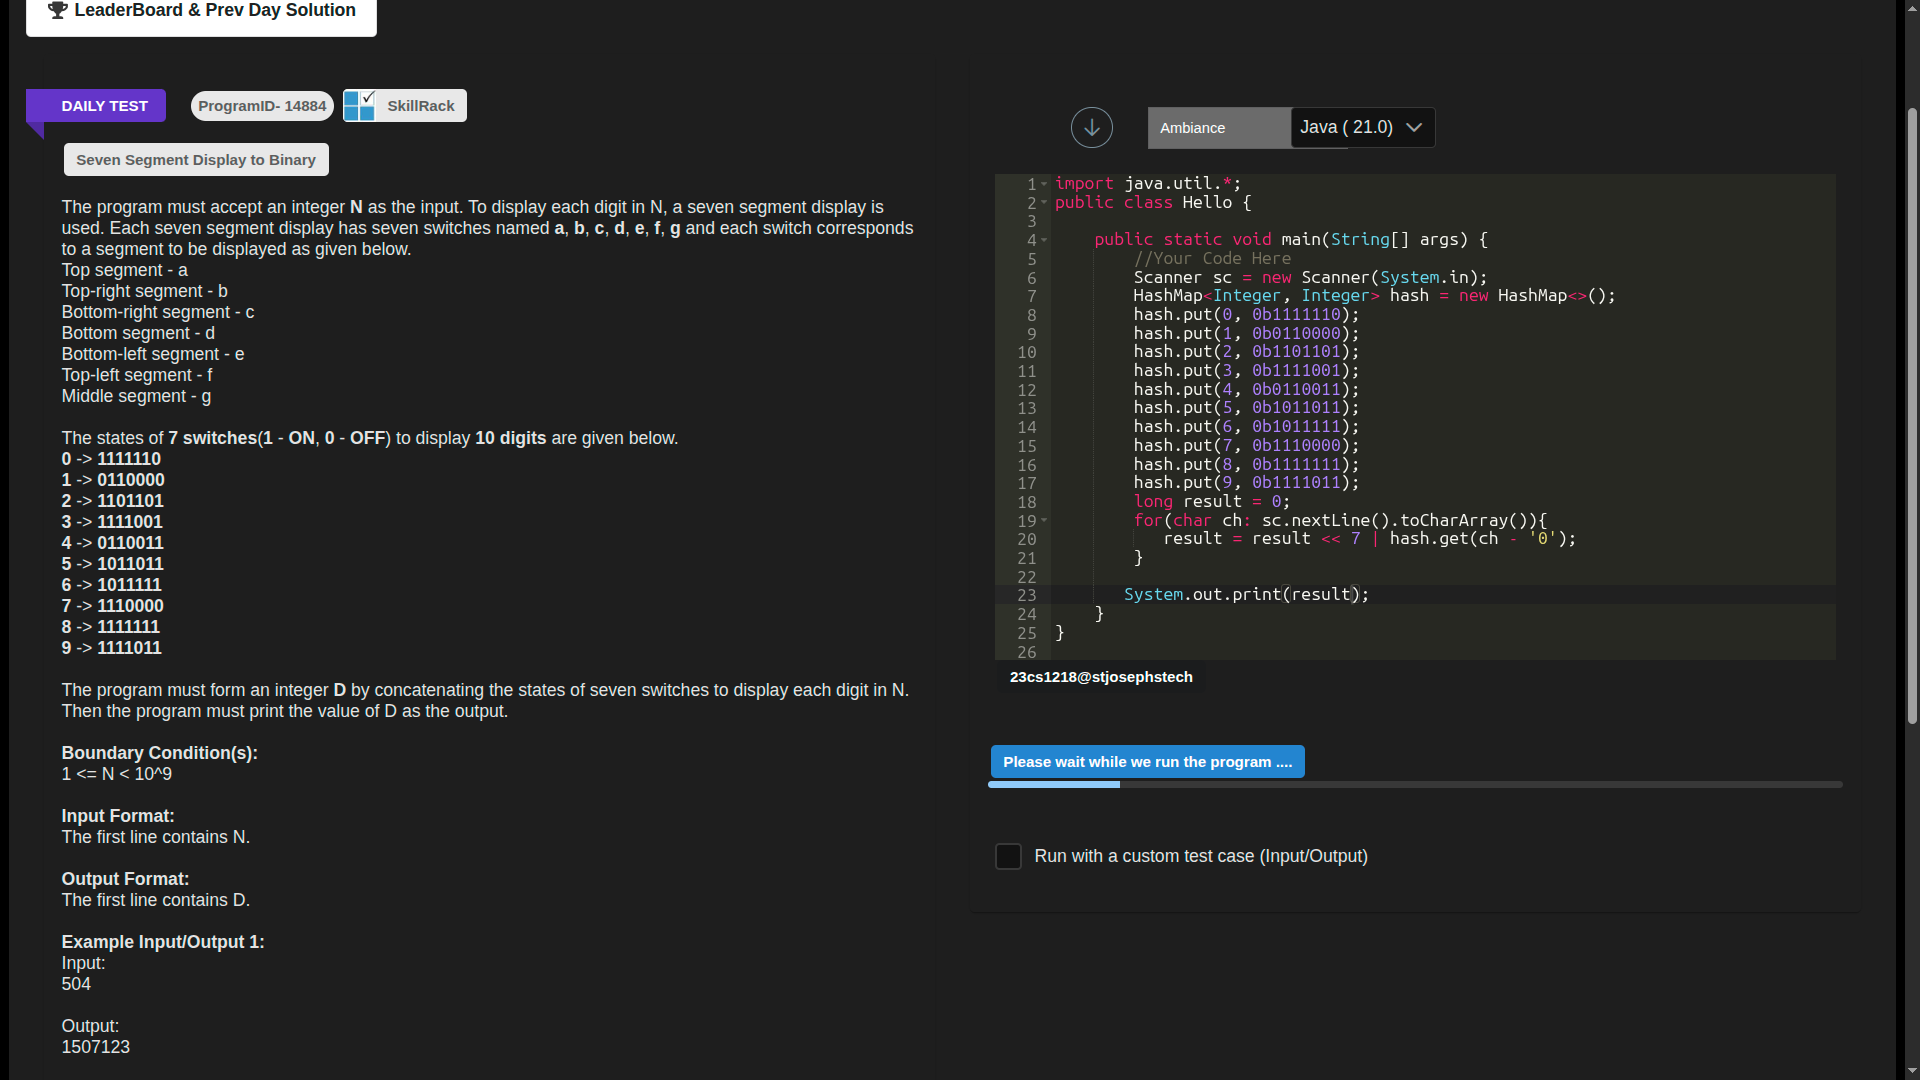 LeaderBoard & Prev Day Solution
DAILY TEST
ProgramID- 14884
SkillRack
Seven Segment Display to Binary
The program must accept an integer N as the input. To display each digit in N, a seven segment display is
used. Each seven segment display has seven switches named a, b, c, d, e, f, g and each switch corresponds
to a segment to be displayed as given below.
Top segment - a
Top-right segment - b
Bottom-right segment - c
Bottom segment - d
Bottom-left segment - e
Top-left segment - f
Middle segment - g
The states of 7 switches(1 - ON, 0 - OFF) to display 10 digits are given below.
0 -> 1111110
1 -> 0110000
2 -> 1101101
3 -> 1111001
4 -> 0110011
5 -> 1011011
6 -> 1011111
7 -> 1110000
8 -> 1111111
9 -> 1111011
The program must form an integer D by concatenating the states of seven switches to display each digit in N.
Then the program must print the value of D as the output.
Boundary Condition(s):
1 <= N < 10^9
Input Format:
The first line contains N.
Output Format:
The first line contains D.
Example Input/Output 1:
Input:
504
Output:
1507123
Ambiance
Java ( 21.0)
1 import java.util.*;
2 public class Hello {
3
4 public static void main(String[] args) {
5 //Your Code Here
6 Scanner sc = new Scanner(System.in);
7 HashMap<Integer, Integer> hash = new HashMap<>();
8 hash.put(0, 0b1111110);
9 hash.put(1, 0b0110000);
10 hash.put(2, 0b1101101);
11 hash.put(3, 0b1111001);
12 hash.put(4, 0b0110011);
13 hash.put(5, 0b1011011);
14 hash.put(6, 0b1011111);
15 hash.put(7, 0b1110000);
16 hash.put(8, 0b1111111);
17 hash.put(9, 0b1111011);
18 long result = 0;
19 for(char ch: sc.nextLine().toCharArray()){
20 result = result << 7 | hash.get(ch - '0');
21 }
22
23 System.out.print(result);
24 }
25 }
26
23cs1218@stjosephstech
Please wait while we run the program ....
Run with a custom test case (Input/Output)